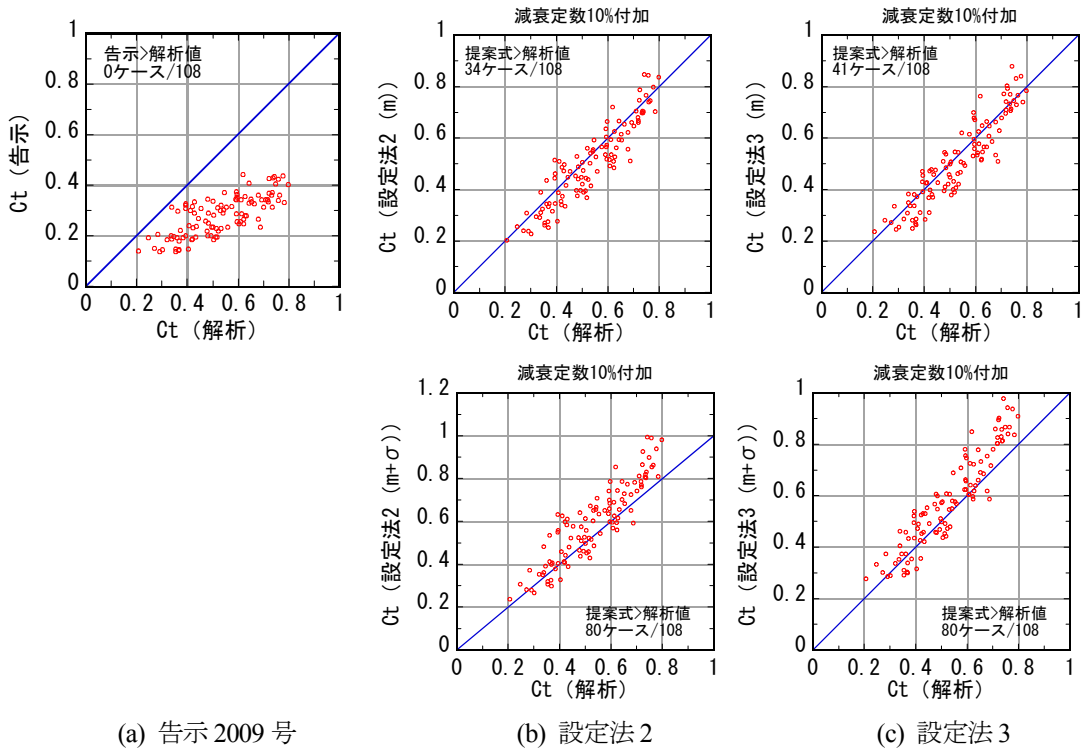 告示>解析値
0ケース/108
1
0.8
0.6
0.4
0.2
0
0 0.2 0.4 0.6 0.8 1
Ct (告示)
Ct (解析)
減衰定数10%付加
提案式>解析値
34ケース/108
1
0.8
0.6
0.4
0.2
0
0 0.2 0.4 0.6 0.8 1
Ct (設定法2 (m))
Ct (解析)
減衰定数10%付加
提案式>解析値
41ケース/108
1
0.8
0.6
0.4
0.2
0
0 0.2 0.4 0.6 0.8 1
Ct (設定法3 (m))
Ct (解析)
減衰定数10%付加
1.2
1
0.8
0.6
0.4
0.2
0
提案式>解析値
80ケース/108
0 0.2 0.4 0.6 0.8 1
Ct (設定法2 (m+σ))
Ct (解析)
減衰定数10%付加
1
0.8
0.6
0.4
0.2
0
提案式>解析値
80ケース/108
0 0.2 0.4 0.6 0.8 1
Ct (設定法3 (m+σ))
Ct (解析)
(a) 告示 2009 号
(b) 設定法 2
(c) 設定法 3